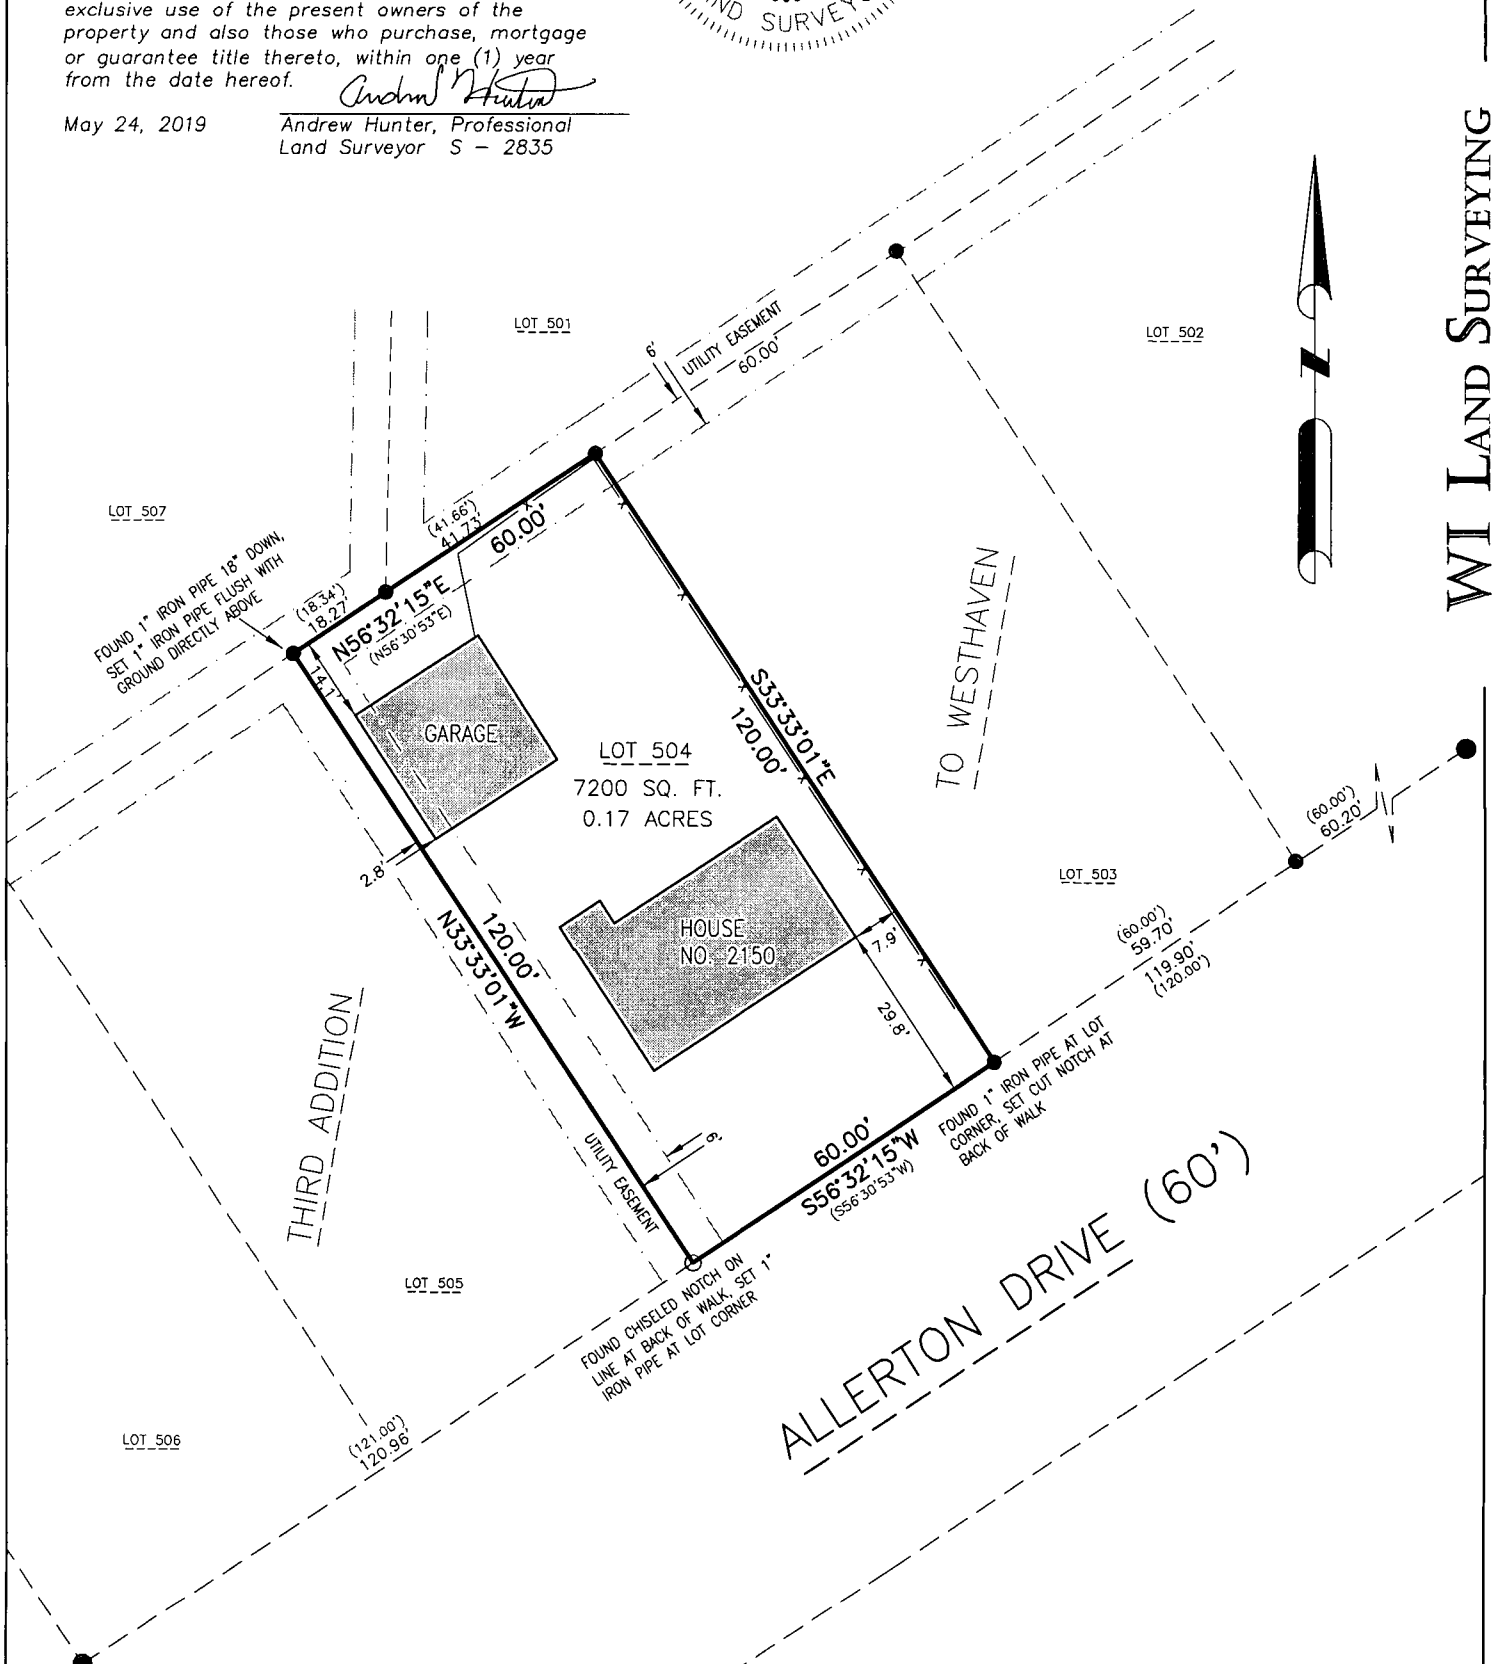 exclusive use of the present owners of the
property and also those who purchase, mortgage
or guarantee title thereto, within one (1) year
from the date hereof.
May 24, 2019
Andrew Hunter, Professional
Land Surveyor S - 2835
SURVEYO
WI LAND SURVEYING
N
LOT 501
LOT 502
6'
UTILITY EASEMENT
60.00'
LOT 507
FOUND 1" IRON PIPE 18" DOWN,
SET 1" IRON PIPE FLUSH WITH
GROUND DIRECTLY ABOVE
(18.34')
18.27'
(41.66')
41.73'
60.00'
N56°32'15"E
(N56°30'53"E)
14.1'
GARAGE
LOT 504
7200 SQ. FT.
0.17 ACRES
S33°33'01"E
120.00'
TO WESTHAVEN
(60.00')
60.20'
2.8'
LOT 503
HOUSE
NO. 2150
7.9'
29.8'
120.00'
N33°33'01"W
(60.00')
59.70'
119.90'
(120.00')
THIRD ADDITION
FOUND 1" IRON PIPE AT LOT
CORNER, SET CUT NOTCH AT
BACK OF WALK
UTILITY EASEMENT
6'
60.00'
S56°32'15"W
(S56°30'53"W)
ALLERTON DRIVE (60')
LOT 505
FOUND CHISELED NOTCH ON
LINE AT BACK OF WALK, SET 1"
IRON PIPE AT LOT CORNER
LOT 506
(121.00')
120.96'